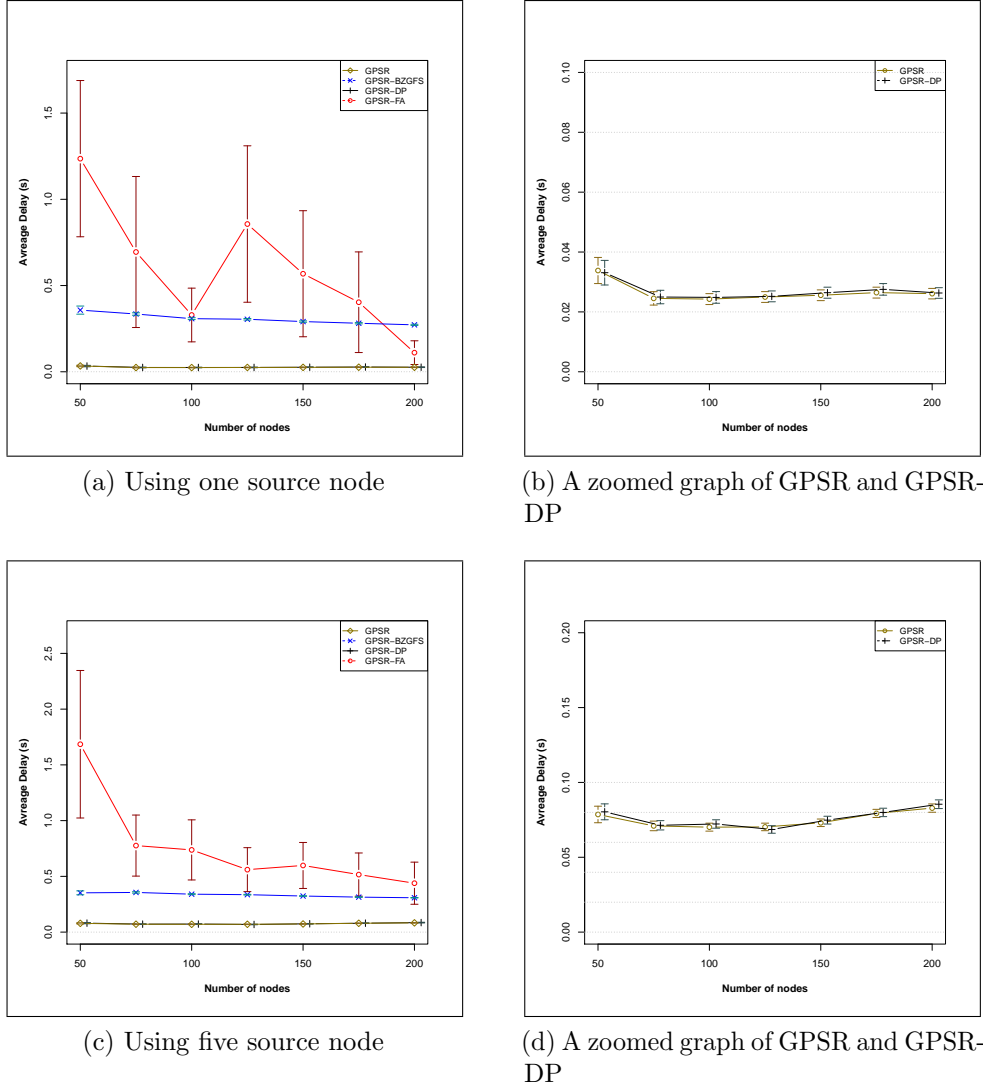 GPSR
GPSR−BZGFS
GPSR−DP
GPSR−FA
Avreage Delay (s)
0.0
0.5
1.0
1.5
50
100
150
200
Number of nodes
(a) Using one source node
GPSR
GPSR−DP
Avreage Delay (s)
0.00
0.02
0.04
0.06
0.08
0.10
50
100
150
200
Number of nodes
(b) A zoomed graph of GPSR and GPSR-
DP
GPSR
GPSR−BZGFS
GPSR−DP
GPSR−FA
Avreage Delay (s)
0.0
0.5
1.0
1.5
2.0
2.5
50
100
150
200
Number of nodes
(c) Using five source node
GPSR
GPSR−DP
Avreage Delay (s)
0.00
0.05
0.10
0.15
0.20
50
100
150
200
Number of nodes
(d) A zoomed graph of GPSR and GPSR-
DP